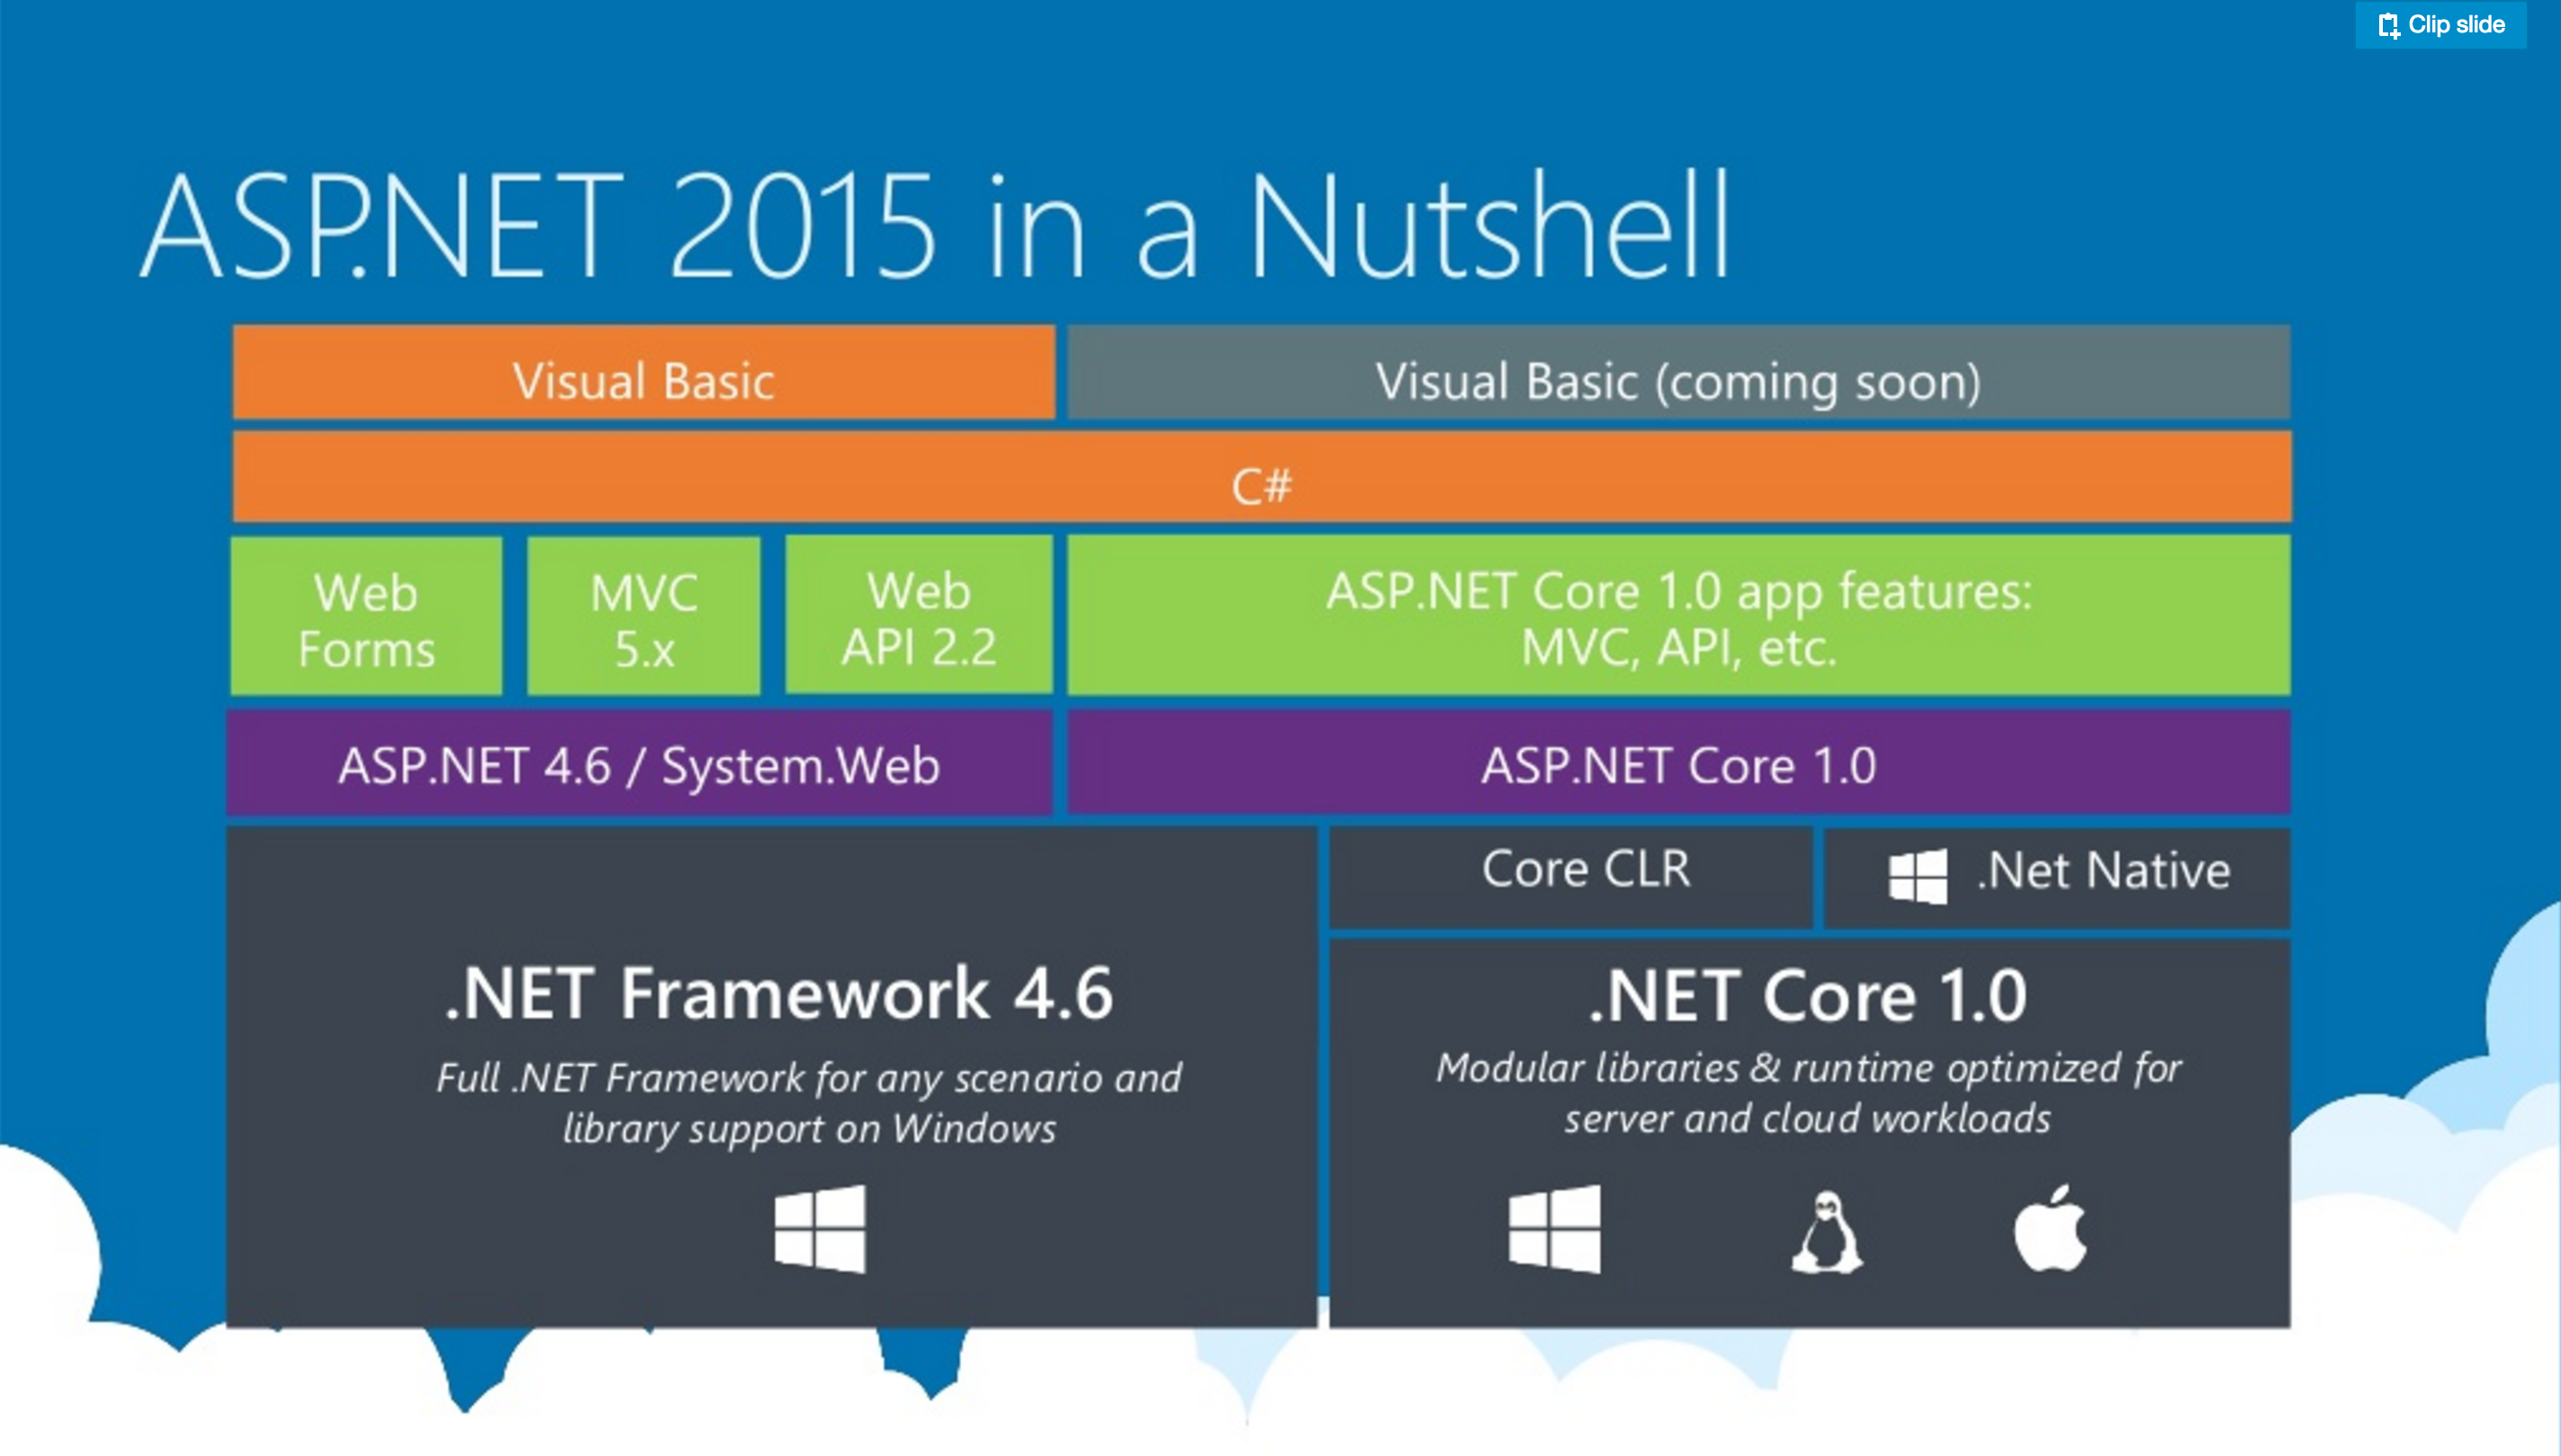 Clip slide
ASP.NET 2015 in a Nutshell
Visual Basic
Visual Basic (coming soon)
C#
Web
Forms
MVC
5.x
Web
API 2.2
ASP.NET Core 1.0 app features:
MVC, API, etc.
ASP.NET 4.6 / System.Web
ASP.NET Core 1.0
Core CLR
.Net Native
.NET Framework 4.6
Full .NET Framework for any scenario and
library support on Windows
.NET Core 1.0
Modular libraries & runtime optimized for
server and cloud workloads